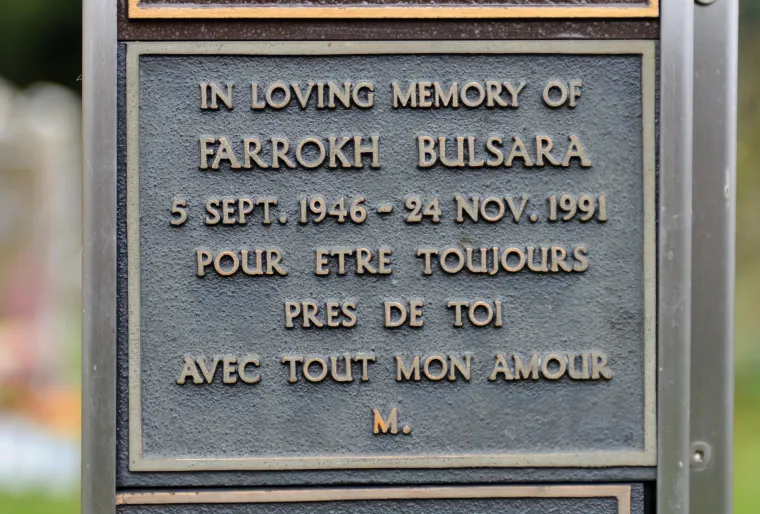 IN LOVING MEMORY OF
FARROKH BULSARA
5 SEPT. 1946 - 24 NOV. 1991
POUR ETRE TOUJOURS
PRES DE TOI
AVEC TOUT MON AMOUR
M.